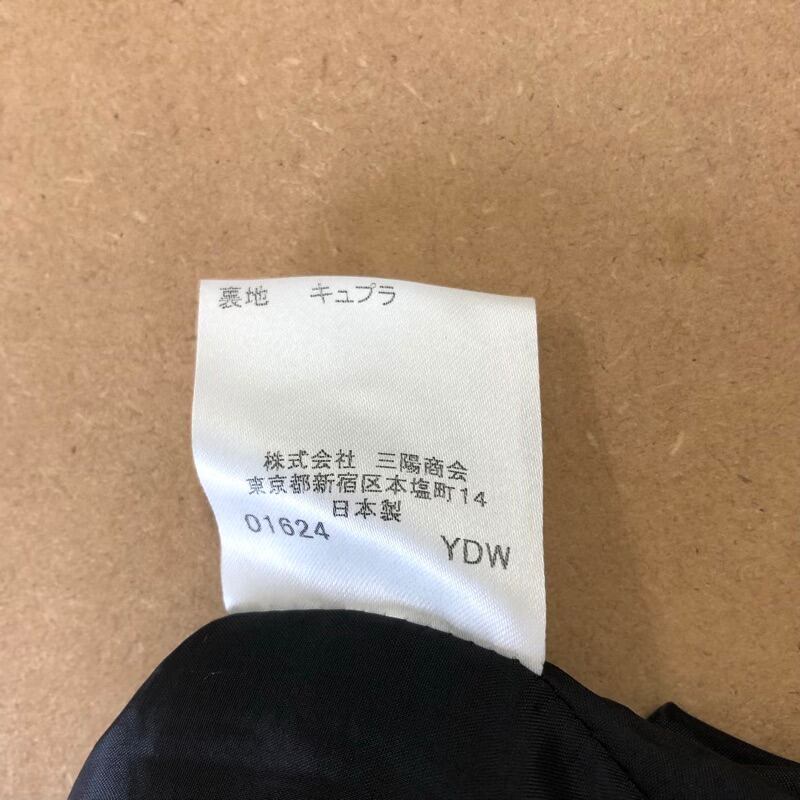 裏地　キュプラ
株式会社 三陽商会
東京都新宿区本塩町14
日本製
01624
YDW